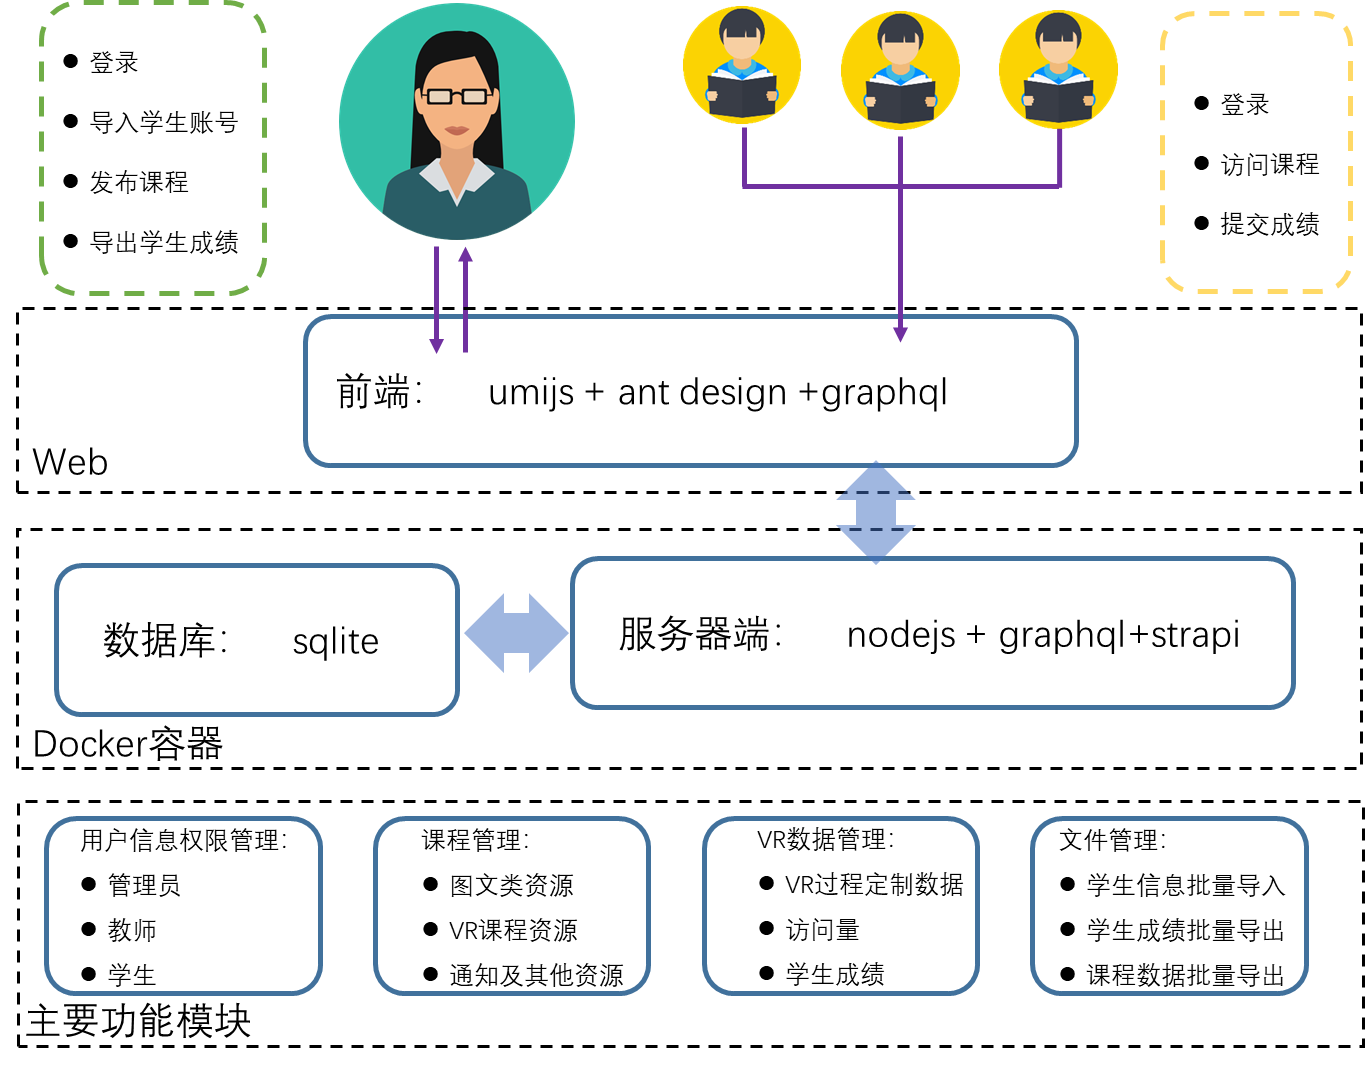 登录
导入学生账号
发布课程
导出学生成绩
登录
访问课程
提交成绩
前端： umijs + ant design +graphql
Web
数据库： sqlite
服务器端： nodejs + graphql+strapi
Docker容器
用户信息权限管理：
管理员
教师
学生
课程管理：
图文类资源
VR课程资源
通知及其他资源
VR数据管理：
VR过程定制数据
访问量
学生成绩
文件管理：
学生信息批量导入
学生成绩批量导出
课程数据批量导出
主要功能模块